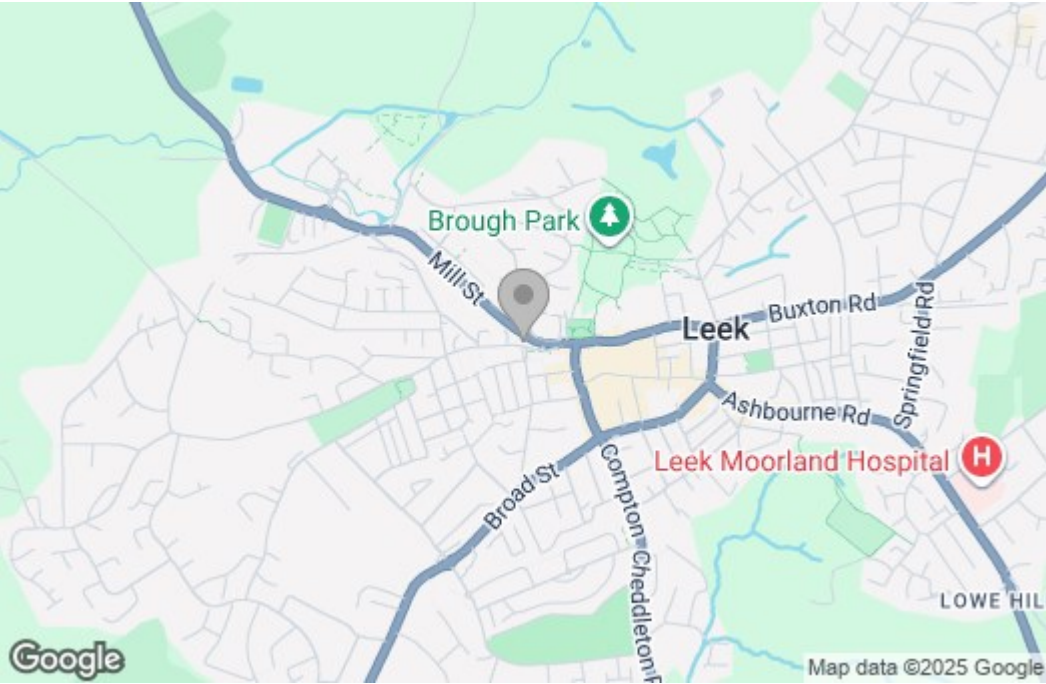 Brough Park
Mill St
Leek
Buxton Rd
Springfield Rd
Ashbourne Rd
Leek Moorland Hospital
H
Broad St
Compton
Cheddleton R
LOWE HIL
Google
Map data ©2025 Google